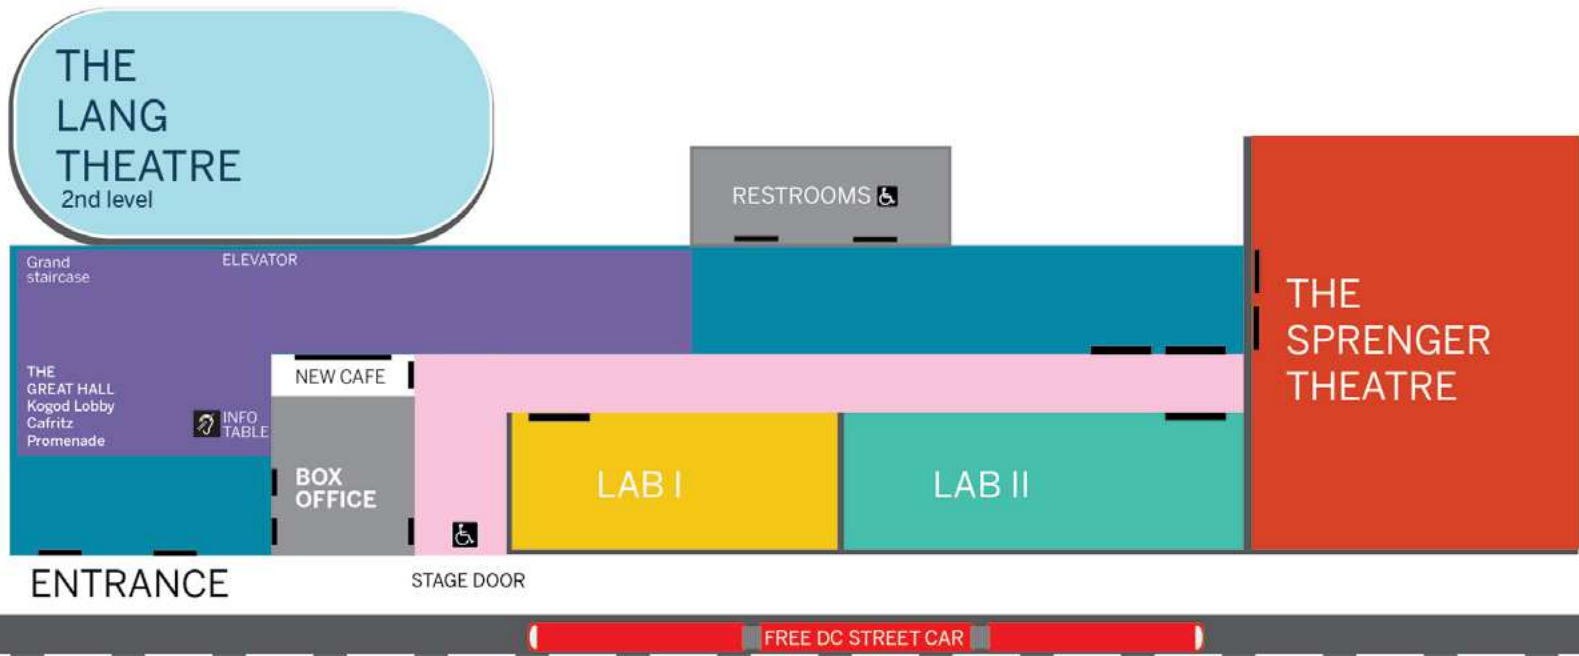 THE
LANG
THEATRE
2nd level
RESTROOMS
Grand
staircase
ELEVATOR
THE
SPRENGER
THEATRE
THE
GREAT HALL
Kogod Lobby
Cafritz
Promenade
INFO
TABLE
NEW CAFE
BOX
OFFICE
LAB I
LAB II
ENTRANCE
STAGE DOOR
FREE DC STREET CAR